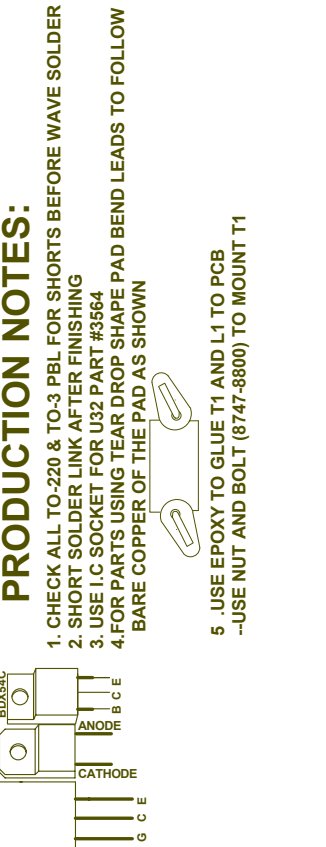 PRODUCTION NOTES:
1. CHECK ALL TO-220 & TO-3 PBL FOR SHORTS BEFORE WAVE SOLDER
2. SHORT SOLDER LINK AFTER FINISHING
3. USE I.C SOCKET FOR U32 PART #3564
4.FOR PARTS USING TEAR DROP SHAPE PAD BEND LEADS TO FOLLOW
BARE COPPER OF THE PAD AS SHOWN
5 .USE EPOXY TO GLUE T1 AND L1 TO PCB
--USE NUT AND BOLT (8747-8800) TO MOUNT T1
BDX54C
B C E
ANODE
CATHODE
G C E